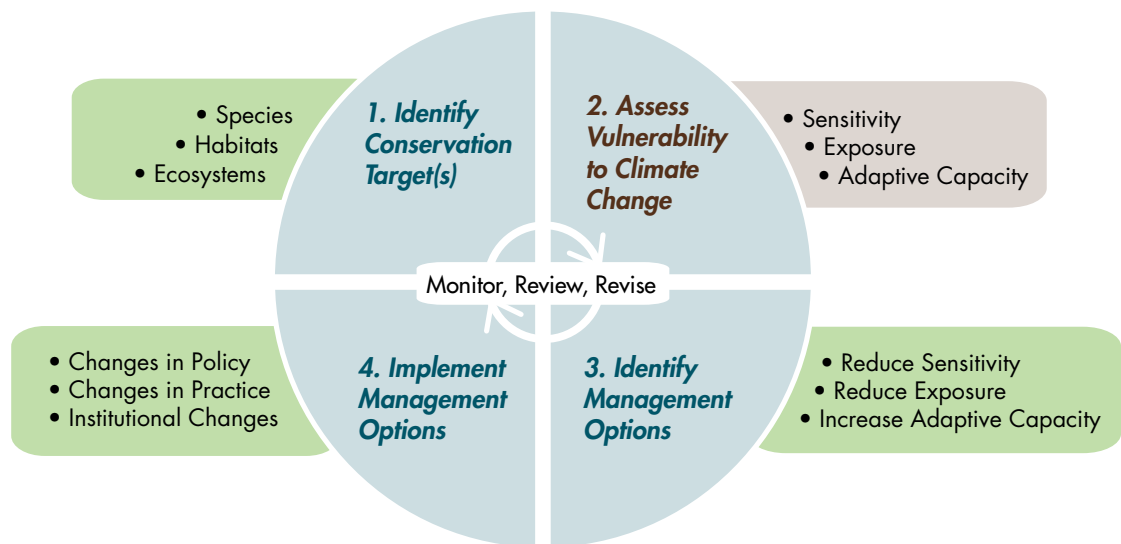 • Species
• Habitats
• Ecosystems
1. Identify
Conservation
Target(s)
2. Assess
Vulnerability
to Climate
Change
• Sensitivity
• Exposure
• Adaptive Capacity
Monitor, Review, Revise
• Changes in Policy
• Changes in Practice
• Institutional Changes
4. Implement
Management
Options
3. Identify
Management
Options
• Reduce Sensitivity
• Reduce Exposure
• Increase Adaptive Capacity